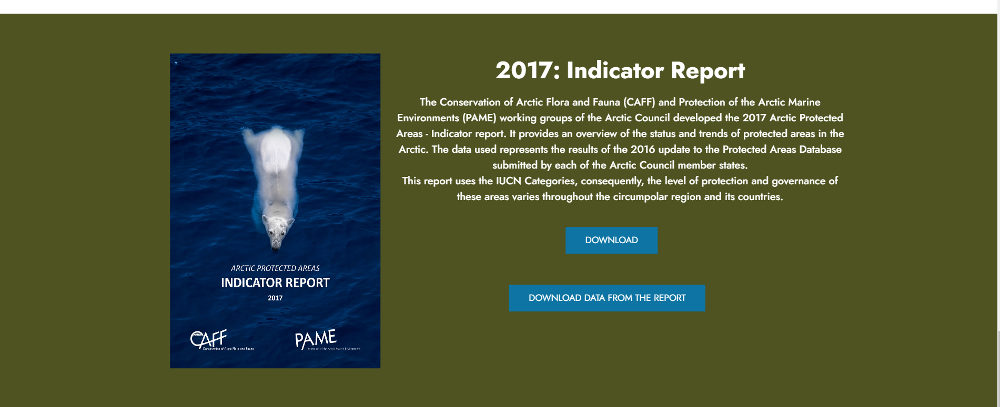 2017: Indicator Report
The Conservation of Arctic Flora and Fauna (CAFF) and Protection of the Arctic Marine
Environments (PAME) working groups of the Arctic Council developed the 2017 Arctic Protected
Areas - Indicator report. It provides an overview of the status and trends of protected areas in the
Arctic. The data used represents the results of the 2016 update to the Protected Areas Database
submitted by each of the Arctic Council member states.
This report uses the IUCN Categories, consequently, the level of protection and governance of
these areas varies throughout the circumpolar region and its countries.
DOWNLOAD
DOWNLOAD DATA FROM THE REPORT
ARCTIC PROTECTED AREAS
INDICATOR REPORT
2017
CAFF
Conservation of Arctic Flora and Fauna
PAME
Protection of the Arctic Marine Environment